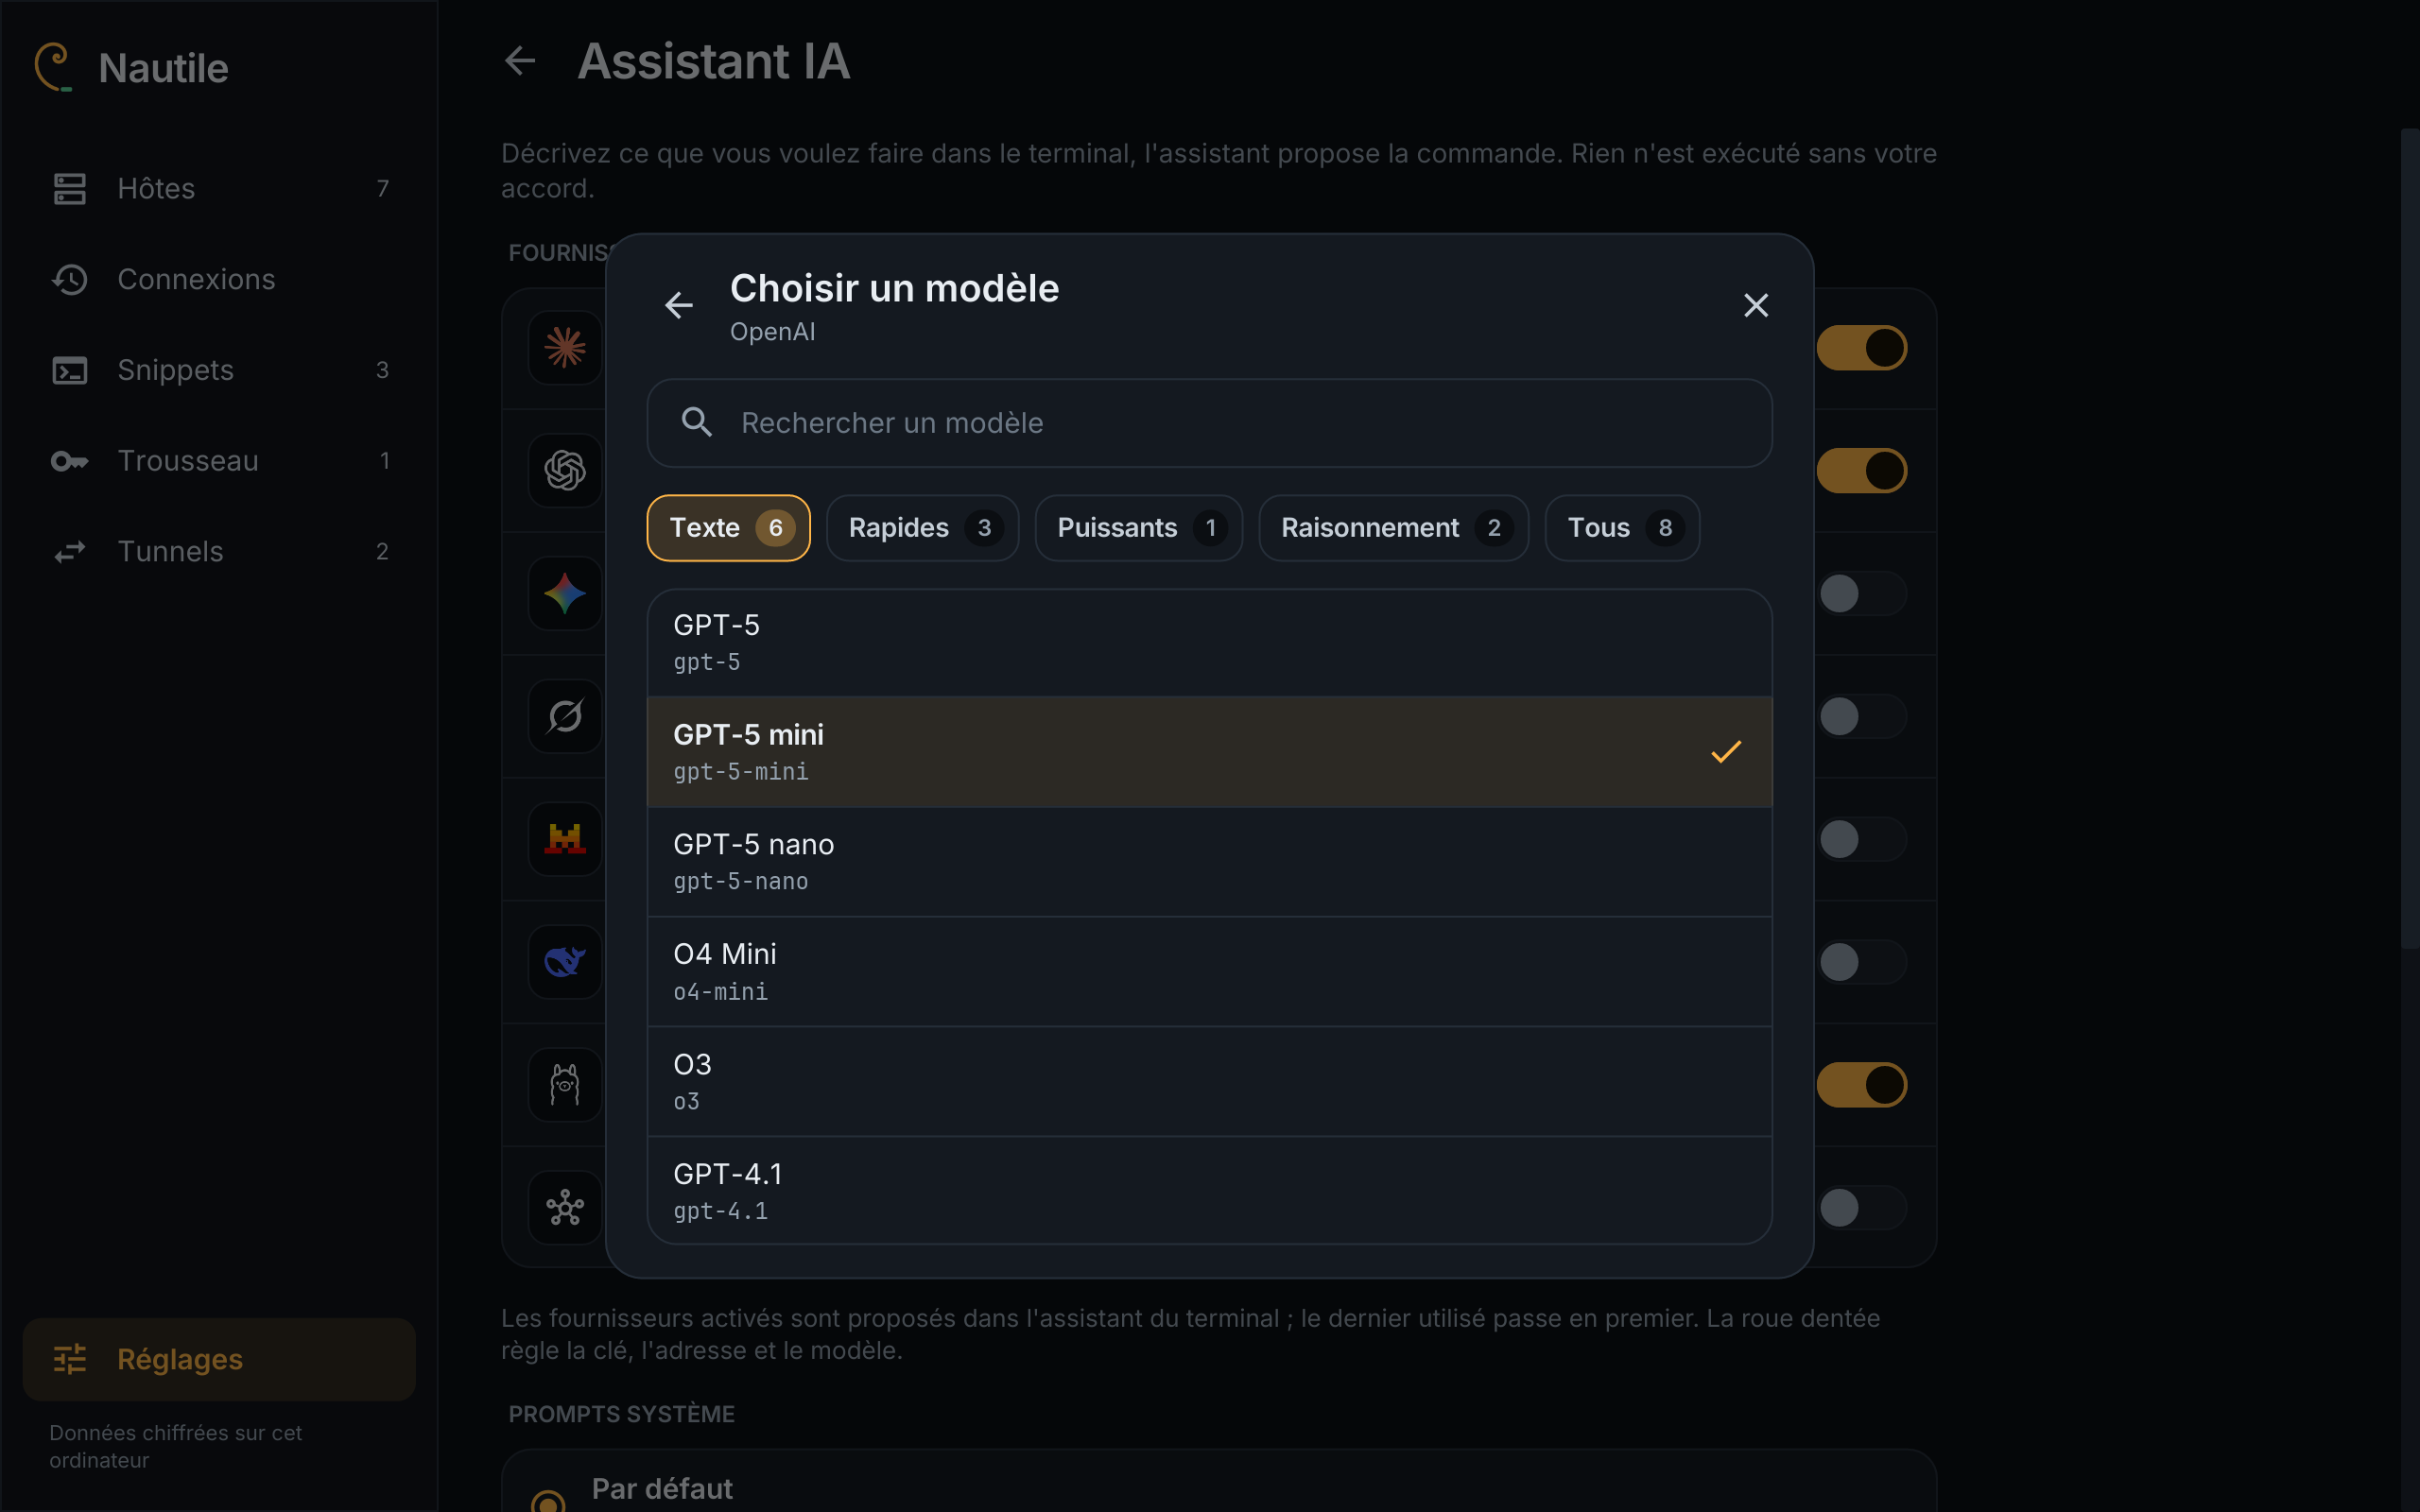 Nautile
Hôtes 7
Connexions
Snippets 3
Trousseau 1
Tunnels 2
Réglages
Données chiffrées sur cet
ordinateur
Assistant IA
Décrivez ce que vous voulez faire dans le terminal, l'assistant propose la commande. Rien n'est exécuté sans votre
accord.
Choisir un modèle
OpenAI
Rechercher un modèle
Texte 6 Rapides 3 Puissants 1 Raisonnement 2 Tous 8
GPT-5
gpt-5
GPT-5 mini
gpt-5-mini
GPT-5 nano
gpt-5-nano
O4 Mini
o4-mini
O3
o3
GPT-4.1
gpt-4.1
Les fournisseurs activés sont proposés dans l'assistant du terminal ; le dernier utilisé passe en premier. La roue dentée
règle la clé, l'adresse et le modèle.
PROMPTS SYSTÈME
Par défaut